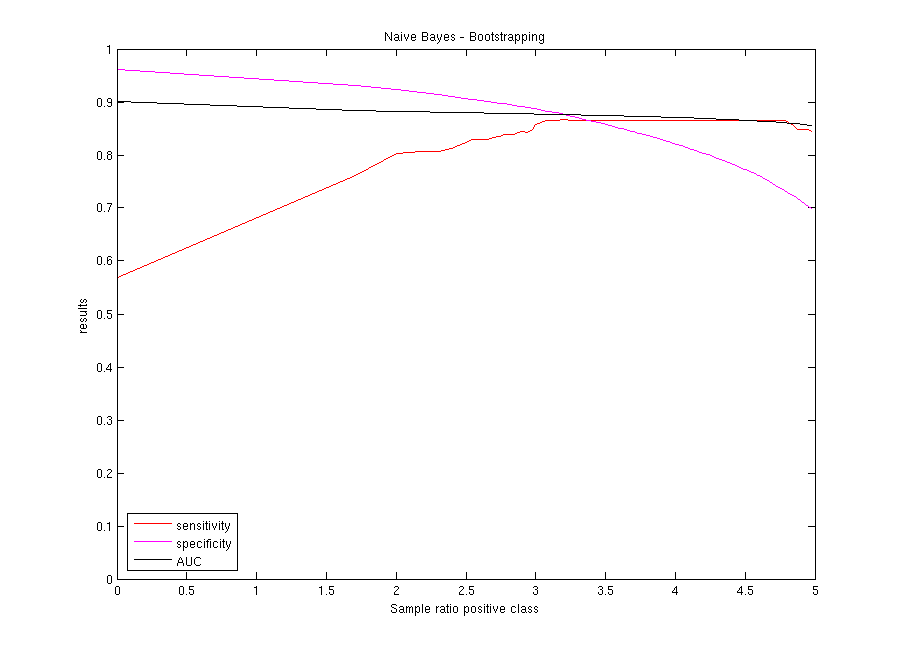 Naive Bayes - Bootstrapping
1
0.9
0.8
0.7
0.6
0.5
0.4
0.3
0.2
0.1
0
results
sensitivity
specificity
AUC
0 0.5 1 1.5 2 2.5 3 3.5 4 4.5 5
Sample ratio positive class